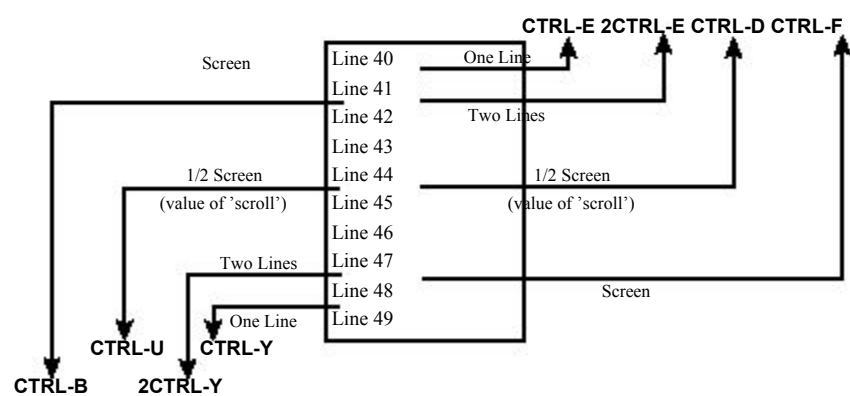 CTRL-E 2CTRL-E CTRL-D CTRL-F
Screen
Line 40
One Line
Line 41
Line 42
Two Lines
Line 43
1/2 Screen
Line 44
1/2 Screen
(value of ’scroll’)
Line 45
(value of ’scroll’)
Line 46
Two Lines
Line 47
Line 48
Screen
One Line
Line 49
CTRL-U
CTRL-Y
CTRL-B
2CTRL-Y